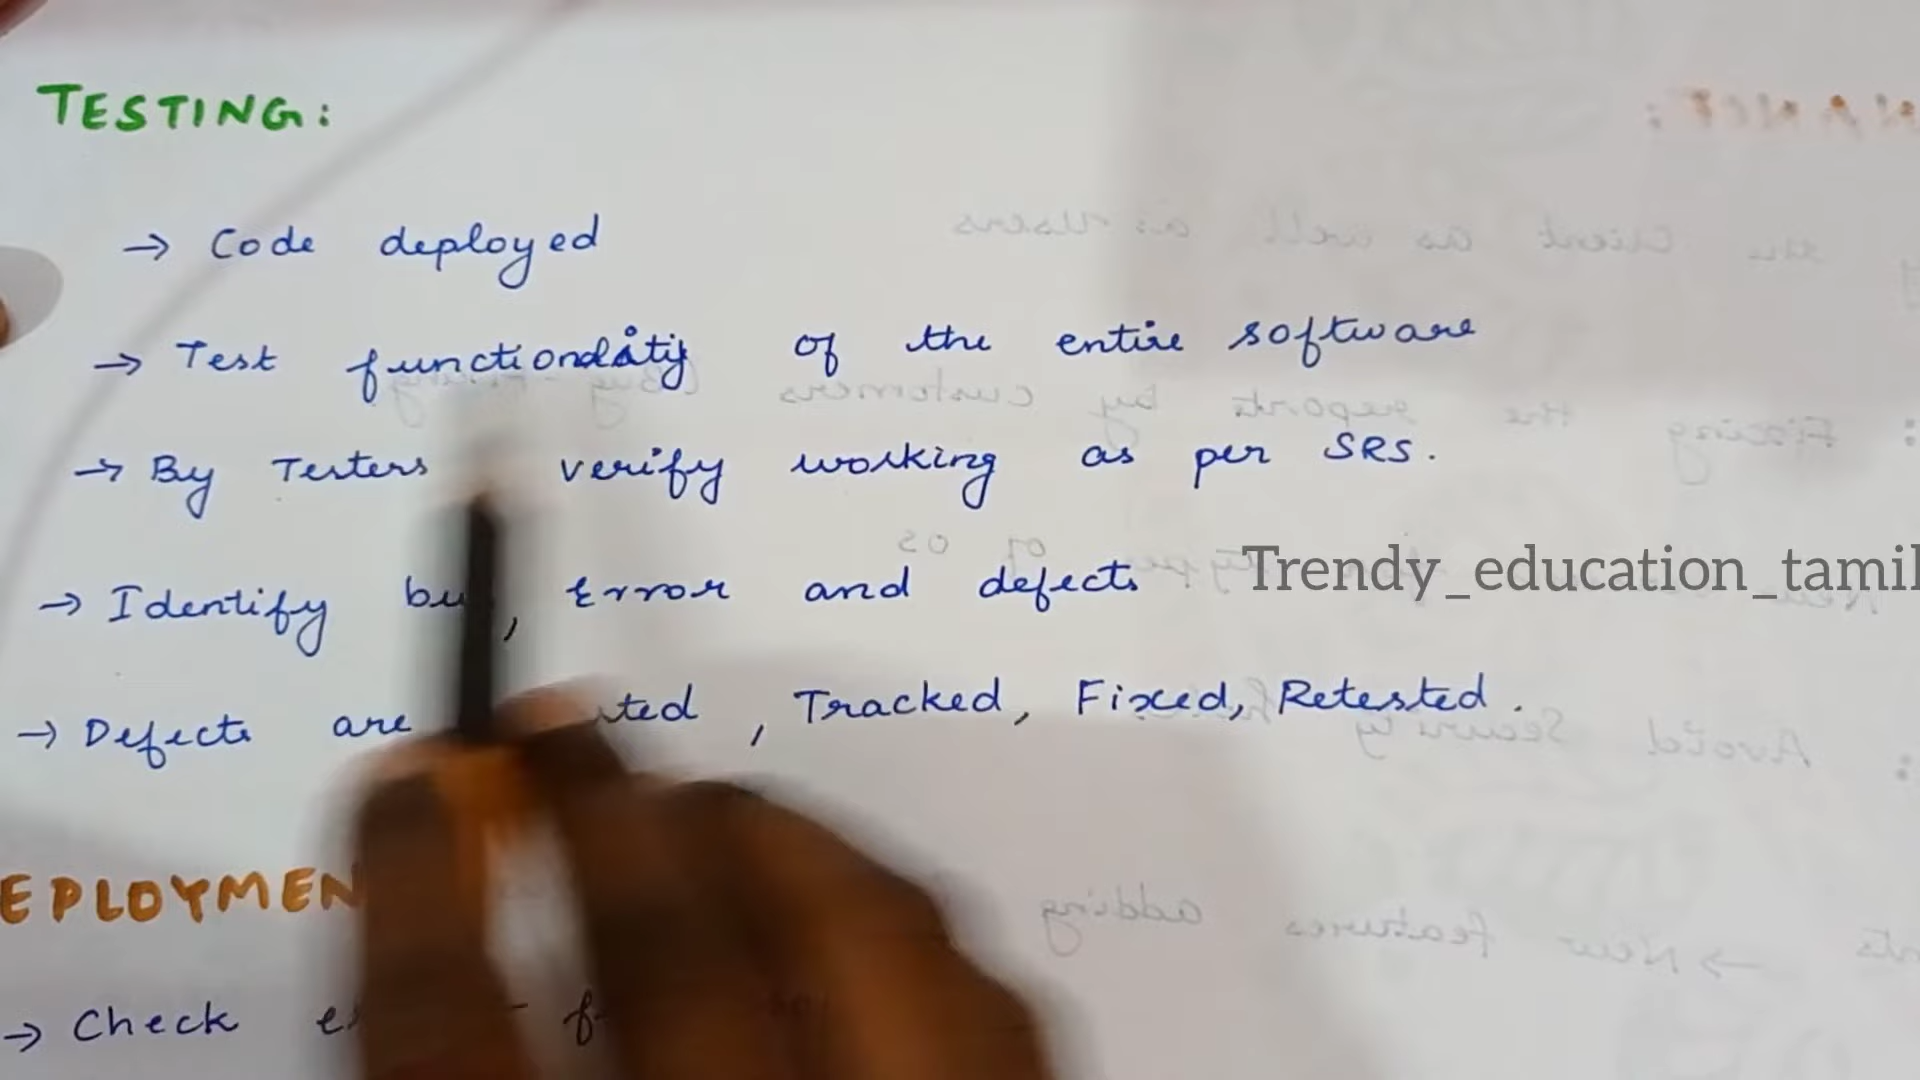 TESTING:
→ Code deployed
→ Test functionality of the entire software
→ By Testers verify working as per SRS.
→ Identify , Error and defects
Trendy_education_tamil
→ Defects are , Tracked, Fixed, Retested.
EPLOYMEN
→ Check